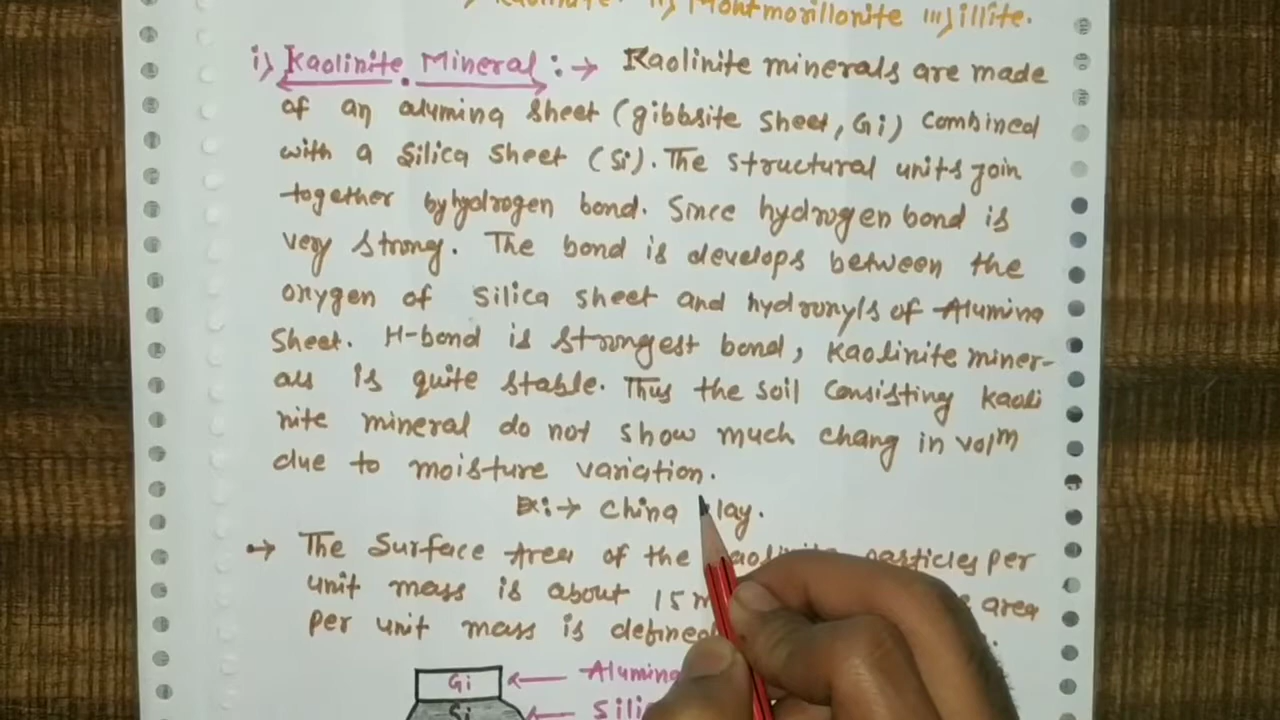 ii) Montmorillonite iii) illite.
i) Kaolinite Mineral :→ Kaolinite minerals are made
of an alumina sheet (gibbsite sheet, Gi) combined
with a silica sheet (Si). The structural units join
together by hydrogen bond. Since hydrogen bond is
very strong. The bond is develops between the
oxygen of silica sheet and hydroxyls of Alumina
sheet. H-bond is strongest bond, Kaolinite miner-
als is quite stable. Thus the soil consisting kaoli
nite mineral do not show much chang in volm
due to moisture variation.
Ex:→ China clay.
→ The Surface Area of the particles per
unit mass is about 15 area
per unit mass is defined
Gi ← Alumina
Si ←